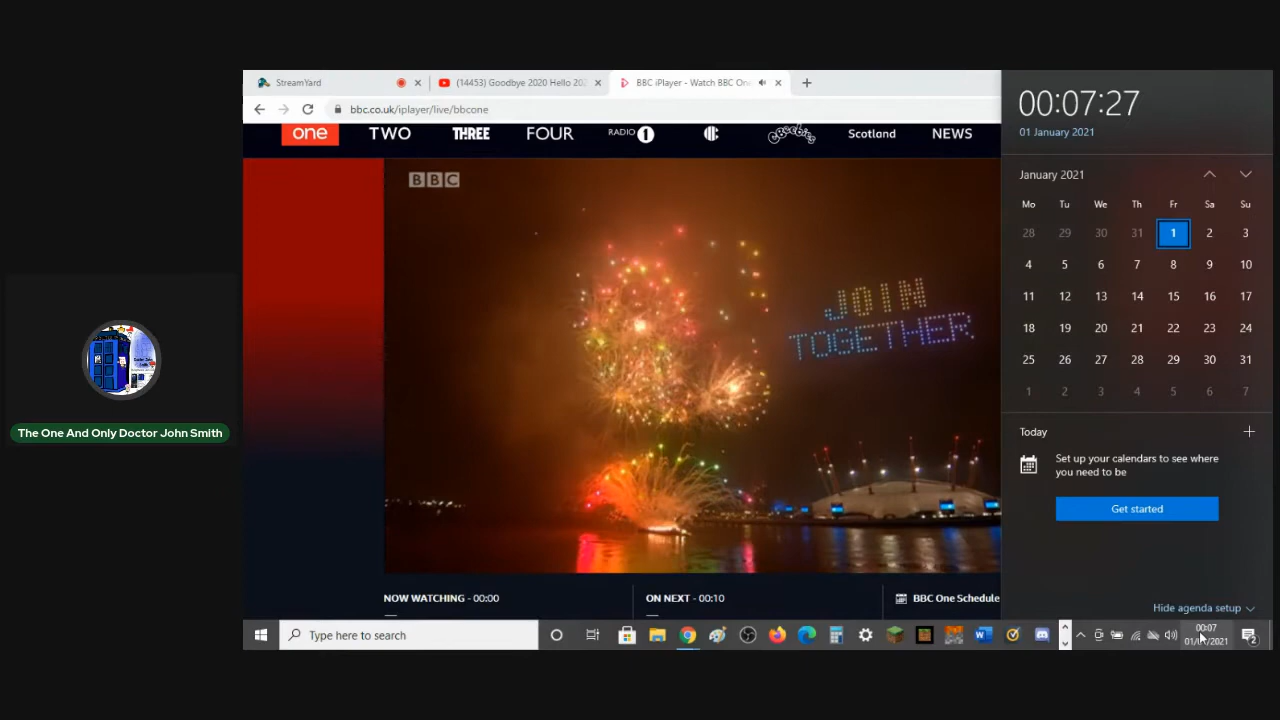 StreamYard
(14453) Goodbye 2020 Hello 202
BBC iPlayer - Watch BBC On
bbc.co.uk/iplayer/live/bbcone
one
TWO
THREE
FOUR
RADIO 1
CBeebies
Scotland
NEWS
BBC
JOIN
TOGETHER
NOW WATCHING - 00:00
ON NEXT - 00:10
BBC One Schedule
00:07:27
01 January 2021
January 2021
Mo Tu We Th Fr Sa Su
28 29 30 31 1 2 3
4 5 6 7 8 9 10
11 12 13 14 15 16 17
18 19 20 21 22 23 24
25 26 27 28 29 30 31
1 2 3 4 5 6 7
Today
Set up your calendars to see where
you need to be
Get started
Hide agenda setup
The One And Only Doctor John Smith
Type here to search
00:07
01/01/2021
2